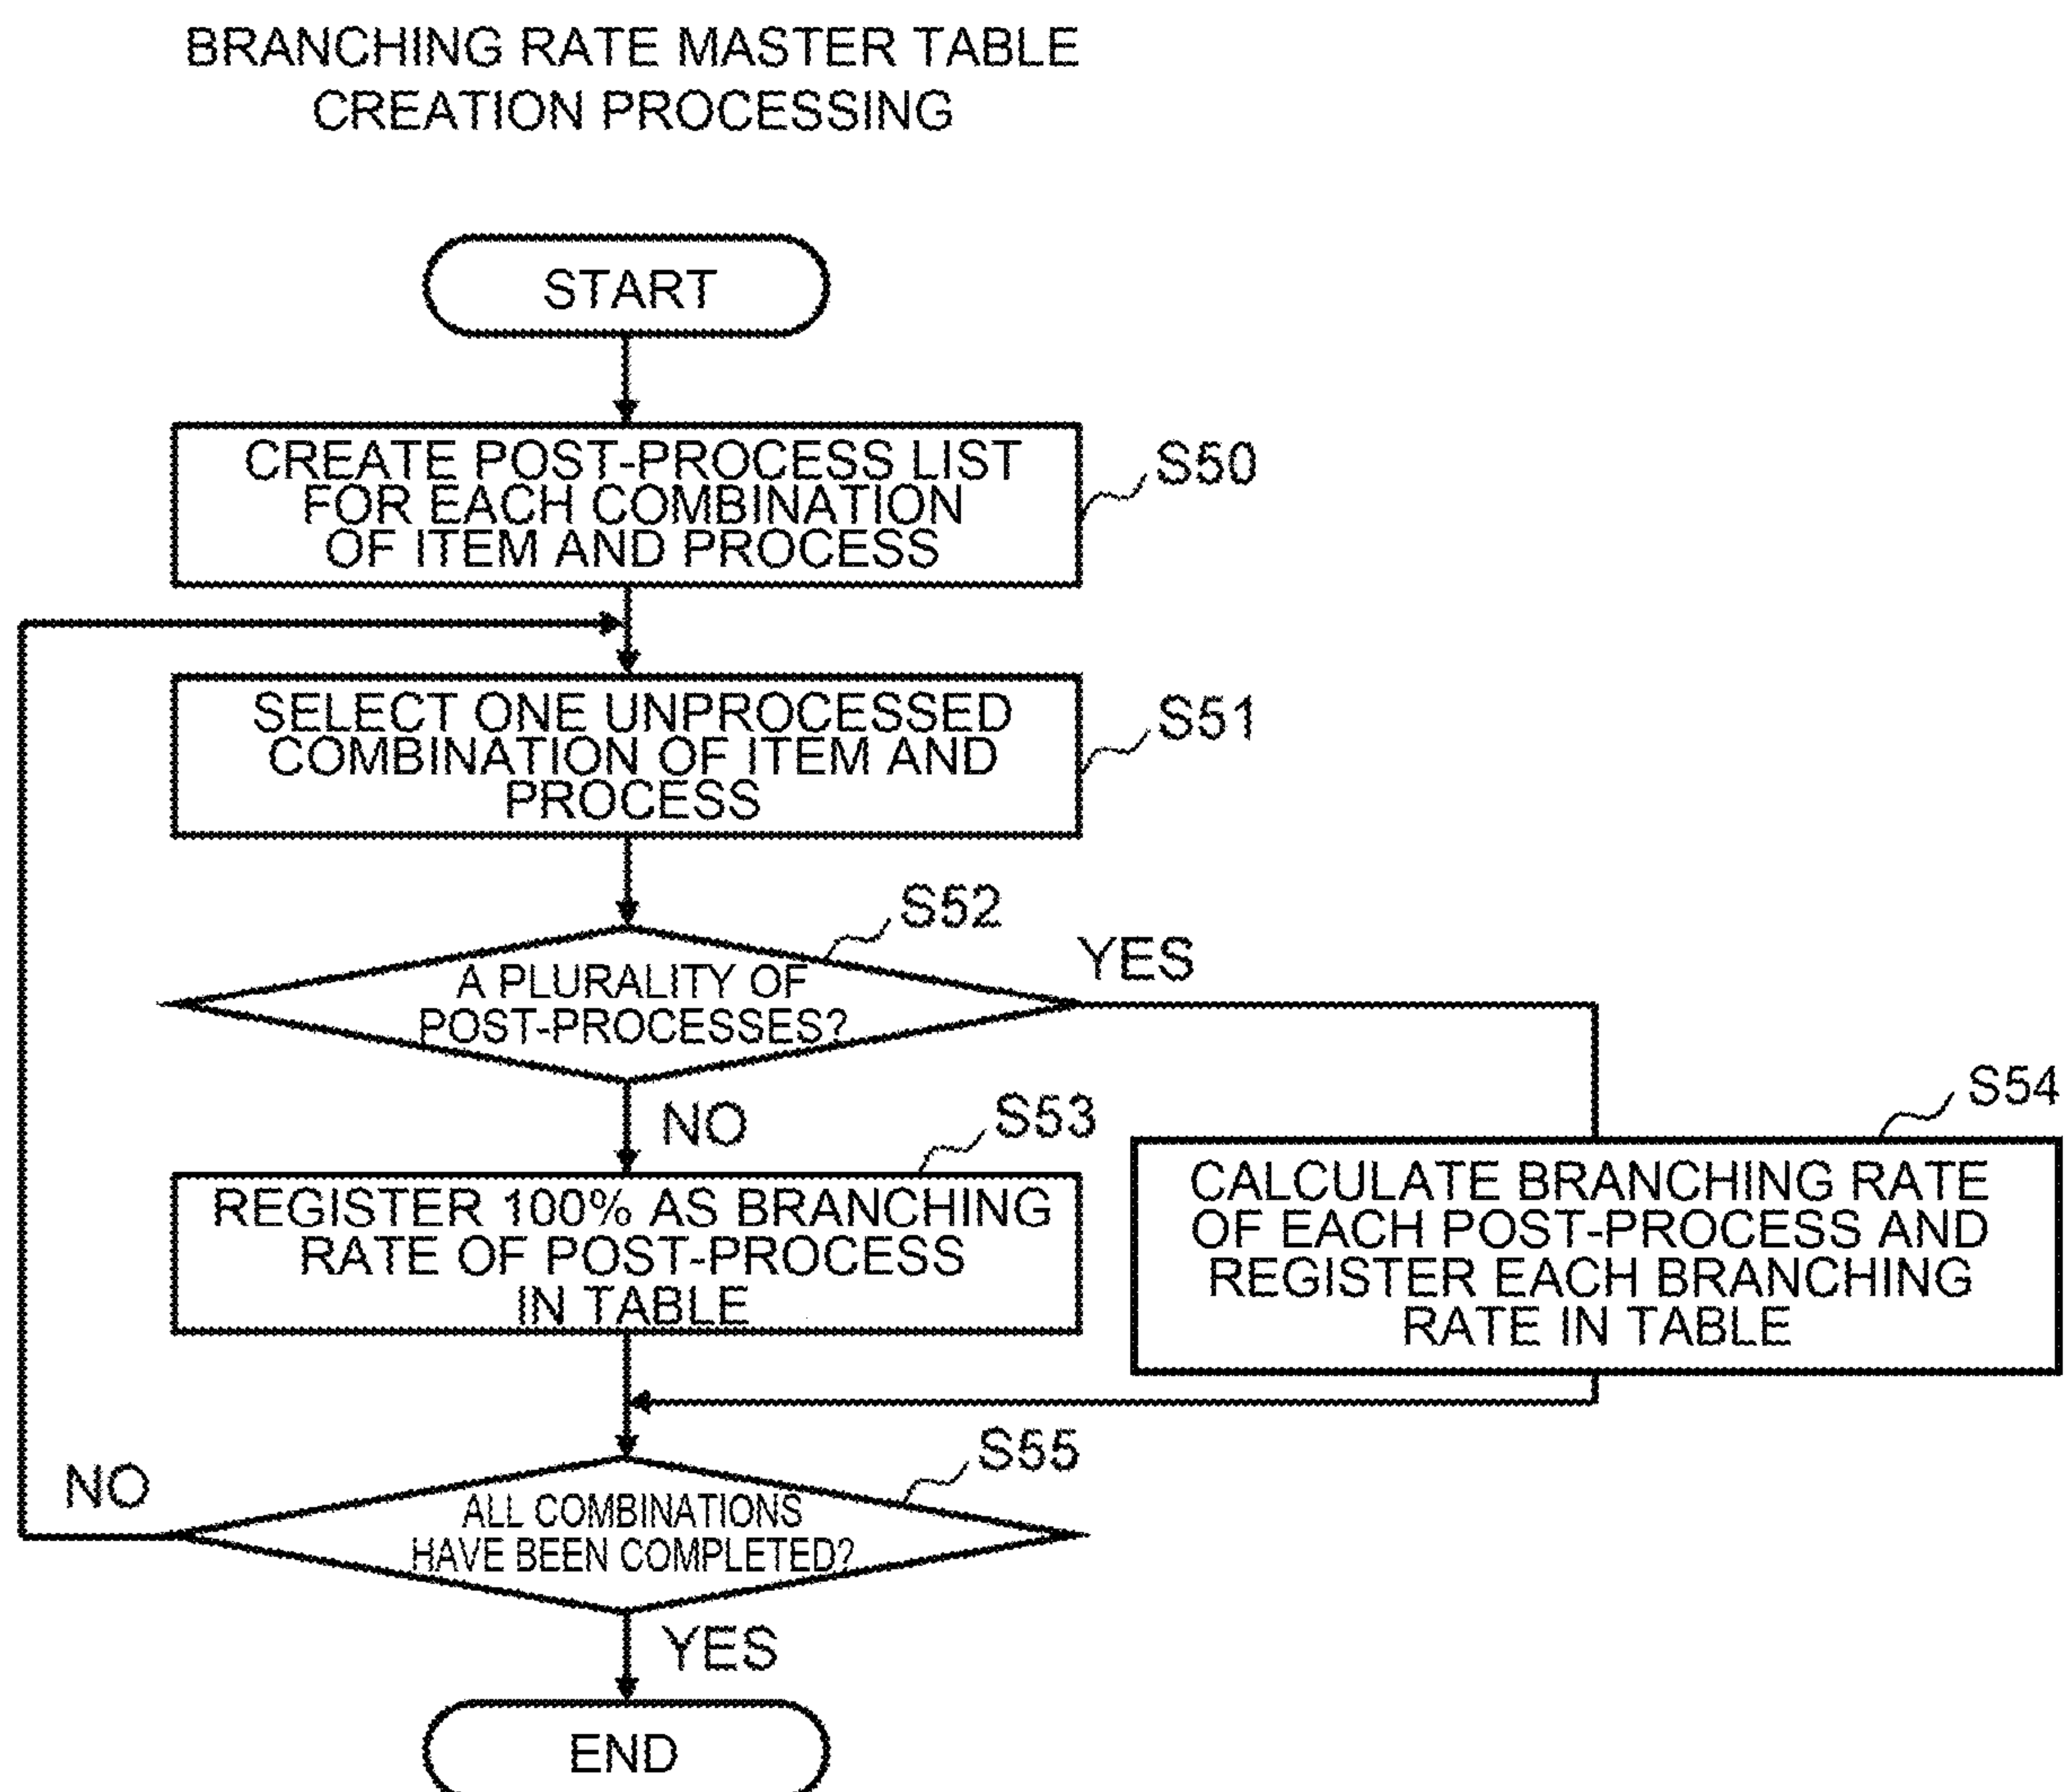 BRANCHING RATE MASTER TABLE
CREATION PROCESSING
START
CREATE POST-PROCESS LIST
FOR EACH COMBINATION
OF ITEM AND PROCESS
S50
SELECT ONE UNPROCESSED
COMBINATION OF ITEM AND
PROCESS
S51
S52
A PLURALITY OF
POST-PROCESSES?
YES
NO
S53
REGISTER 100% AS BRANCHING
RATE OF POST-PROCESS
IN TABLE
S54
CALCULATE BRANCHING RATE
OF EACH POST-PROCESS AND
REGISTER EACH BRANCHING
RATE IN TABLE
S55
ALL COMBINATIONS
HAVE BEEN COMPLETED?
NO
YES
END